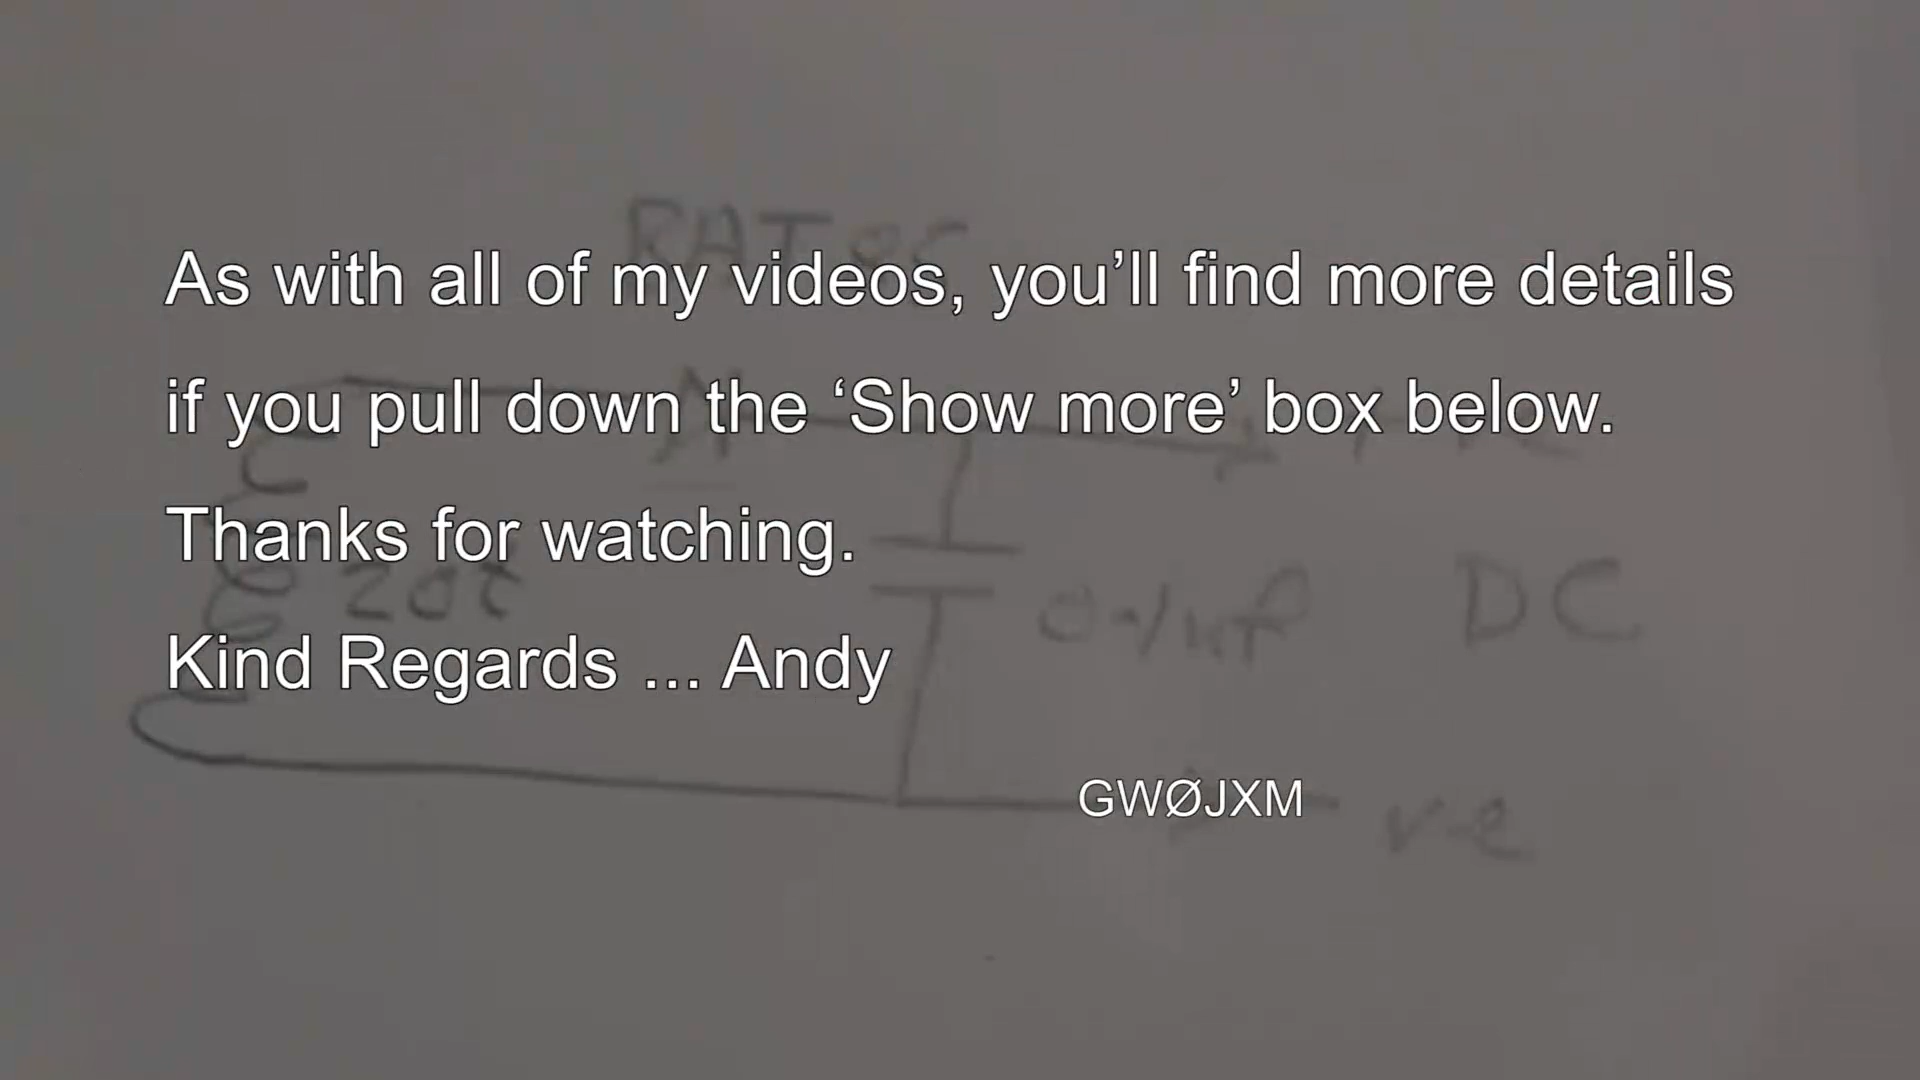 As with all of my videos, you’ll find more details
if you pull down the ‘Show more’ box below.
Thanks for watching.
20t
DC
Kind Regards ... Andy
GWØJXM
ve